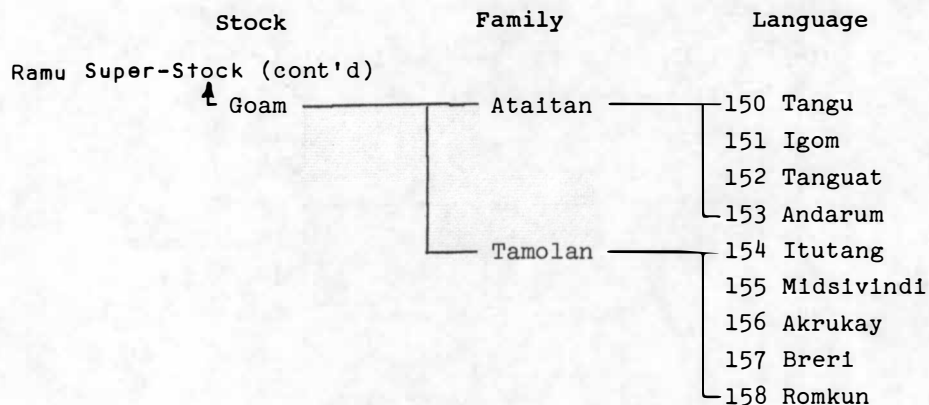 Stock Family Language
Ramu Super-Stock (cont'd)
Goam Ataitan 150 Tangu
151 Igom
152 Tanguat
153 Andarum
Tamolan 154 Itutang
155 Midsivindi
156 Akrukay
157 Breri
158 Romkun